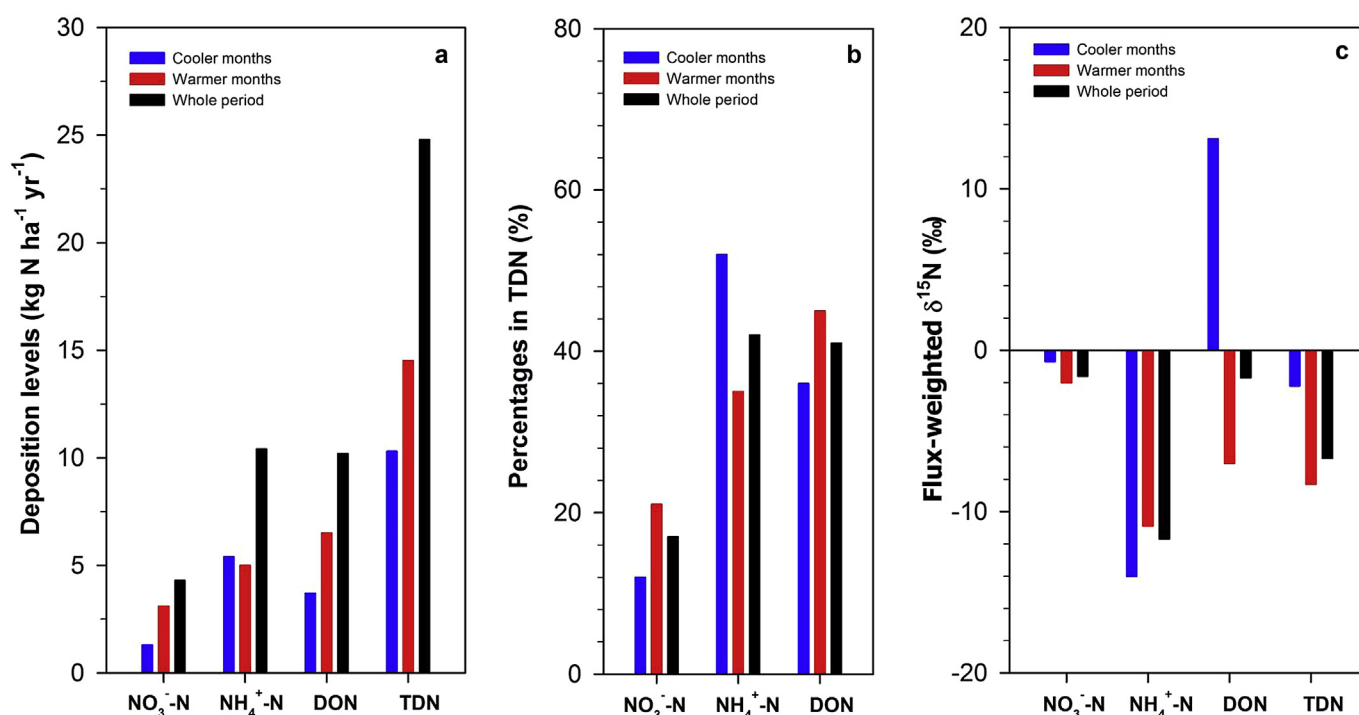 a
Cooler months
Warmer months
Whole period
30
25
20
15
10
5
0
Deposition levels (kg N ha⁻¹ yr⁻¹)
NO₃⁻-N NH₄⁺-N DON TDN
b
Cooler months
Warmer months
Whole period
80
60
40
20
0
Percentages in TDN (%)
NO₃⁻-N NH₄⁺-N DON
c
Cooler months
Warmer months
Whole period
20
10
0
-10
-20
Flux-weighted δ¹⁵N (‰)
NO₃⁻-N NH₄⁺-N DON TDN